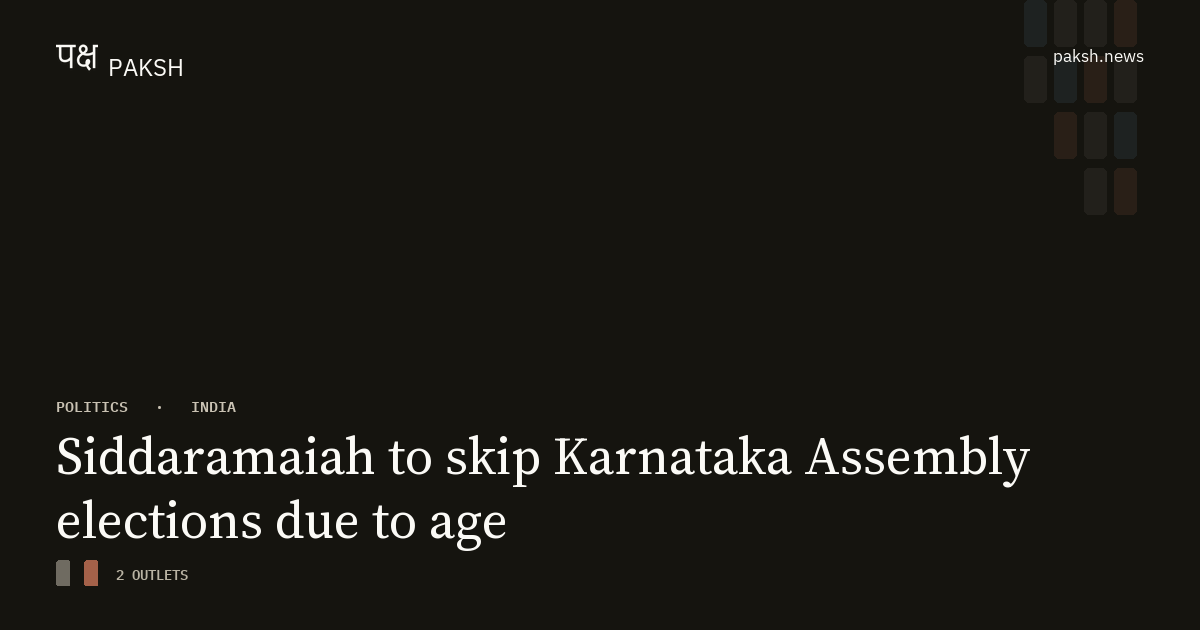 पक्ष PAKSH
paksh.news
POLITICS · INDIA
Siddaramaiah to skip Karnataka Assembly
elections due to age
2 OUTLETS